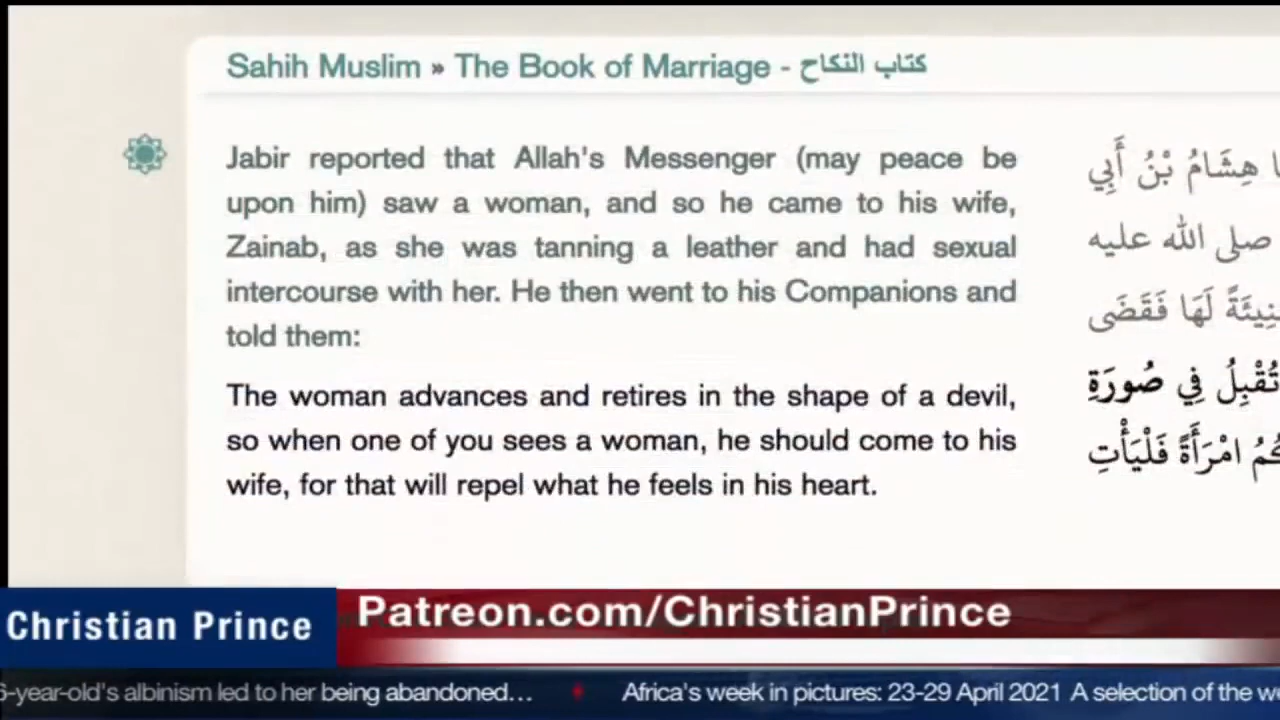 Sahih Muslim » The Book of Marriage - كتاب النكاح
Jabir reported that Allah's Messenger (may peace be
upon him) saw a woman, and so he came to his wife,
Zainab, as she was tanning a leather and had sexual
intercourse with her. He then went to his Companions and
told them:
The woman advances and retires in the shape of a devil,
so when one of you sees a woman, he should come to his
wife, for that will repel what he feels in his heart.
هِشَامُ بْنُ أَبِي
صلى الله عليه
لَهَا فَقَضَى
تُقْبِلُ فِي صُورَةِ
امْرَأَةً فَلْيَأْتِ
Christian Prince
Patreon.com/ChristianPrince
6-year-old's albinism led to her being abandoned... Africa's week in pictures: 23-29 April 2021 A selection of the